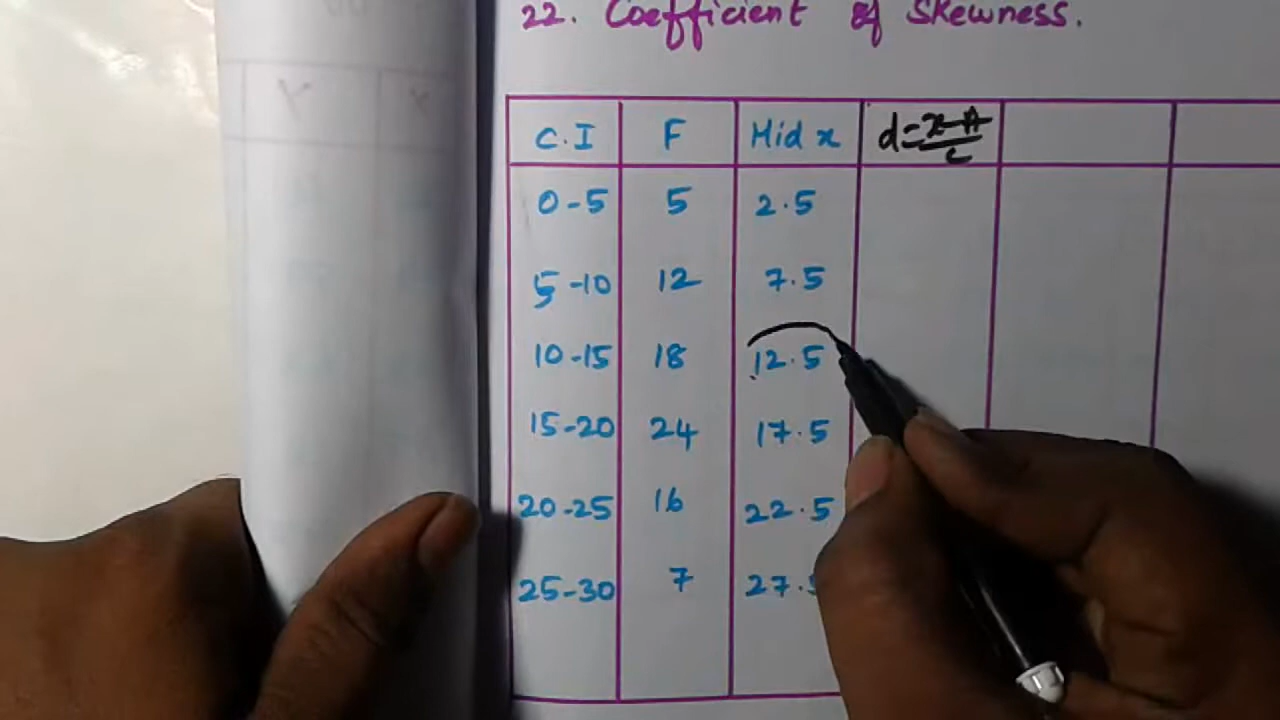 22. Coefficient of Skewness.
C.I F Mid x d=x-A/c
0-5 5 2.5
5-10 12 7.5
10-15 18 12.5
15-20 24 17.5
20-25 16 22.5
25-30 7